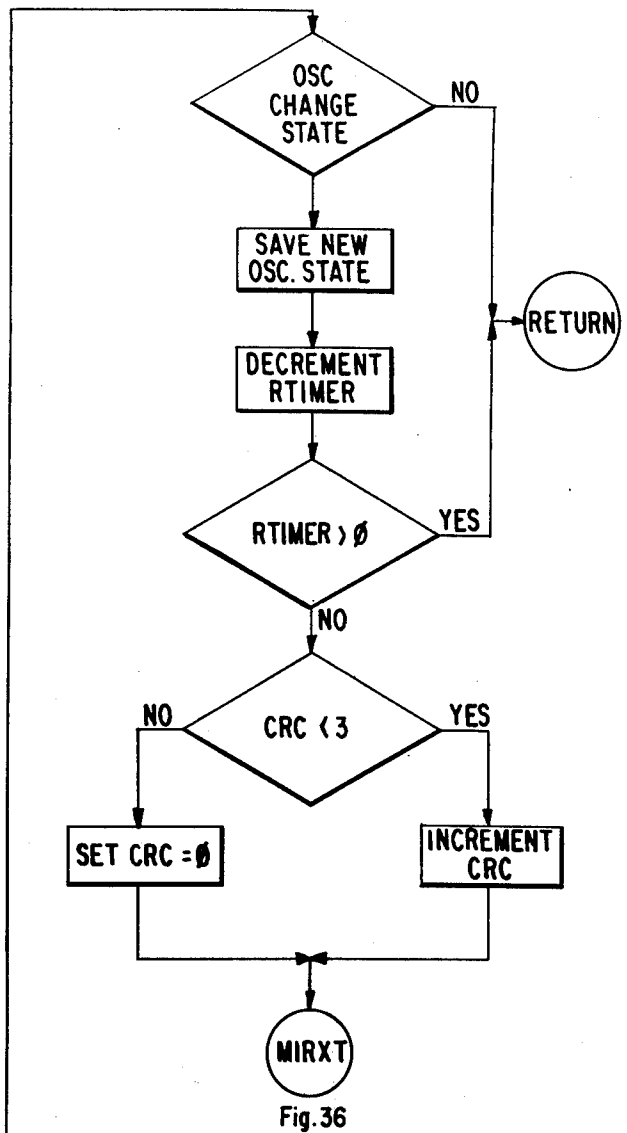 OSC
CHANGE
STATE
NO
SAVE NEW
OSC. STATE
RETURN
DECREMENT
RTIMER
RTIMER > Ø
YES
NO
NO
CRC < 3
YES
SET CRC = Ø
INCREMENT
CRC
MIRXT
Fig. 36